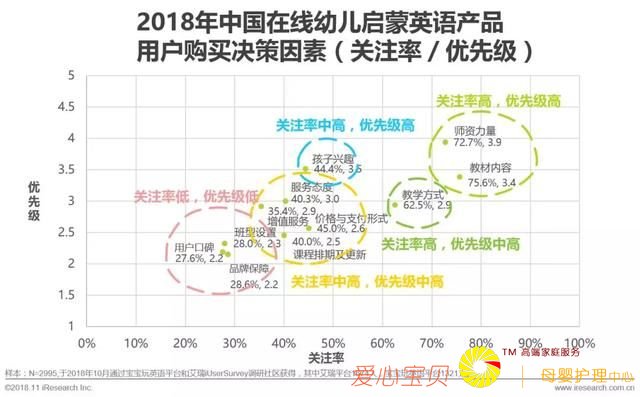 2018年中国在线幼儿启蒙英语产品
用户购买决策因素（关注率 / 优先级）
优先级
5
4.5
4
3.5
3
2.5
2
1.5
1
关注率高，优先级高
师资力量
72.7%, 3.9
教材内容
75.6%, 3.4
关注率中高，优先级高
孩子兴趣
44.4%, 3.5
关注率低，优先级低
服务态度
40.3%, 3.0
35.4%, 2.9
教学方式
62.5%, 2.9
增值服务
价格与支付形式
45.0%, 2.6
班型设置
28.0%, 2.3
40.0%, 2.5
课程排期及更新
关注率高，优先级中高
用户口碑
27.6%, 2.2
品牌保障
28.6%, 2.2
关注率中高，优先级中高
0%
10%
20%
30%
40%
50%
60%
70%
80%
90%
100%
关注率
样本：N=2995,于2018年10月通过宝宝玩英语平台和艾瑞iUserSurvey调研社区获得，其中艾瑞平台
©2018.11 iResearch Inc.
www.iresearch.com.cn
爱心宝贝
TM 高端家庭服务
母婴护理中心